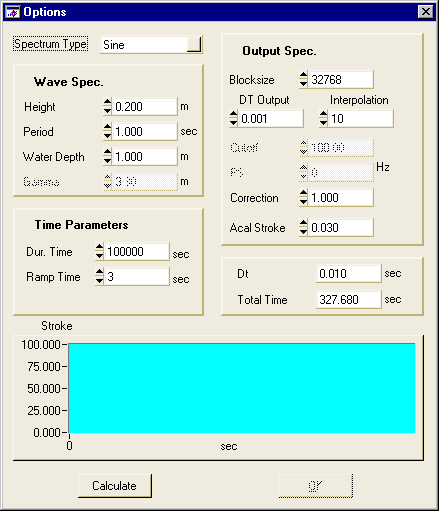 Options
Spectrum Type Sine
Wave Spec.
Height 0.200 m
Period 1.000 sec
Water Depth 1.000 m
Gamma 3.30 m
Time Parameters
Dur. Time 100000 sec
Ramp Time 3 sec
Output Spec.
Blocksize 32768
DT Output Interpolation
0.001 10
Cutoff 100.00
0 Hz
Correction 1.000
Acal Stroke 0.030
Dt 0.010 sec
Total Time 327.680 sec
Stroke
100.000
75.000
50.000
25.000
0.000
0 sec
Calculate OK